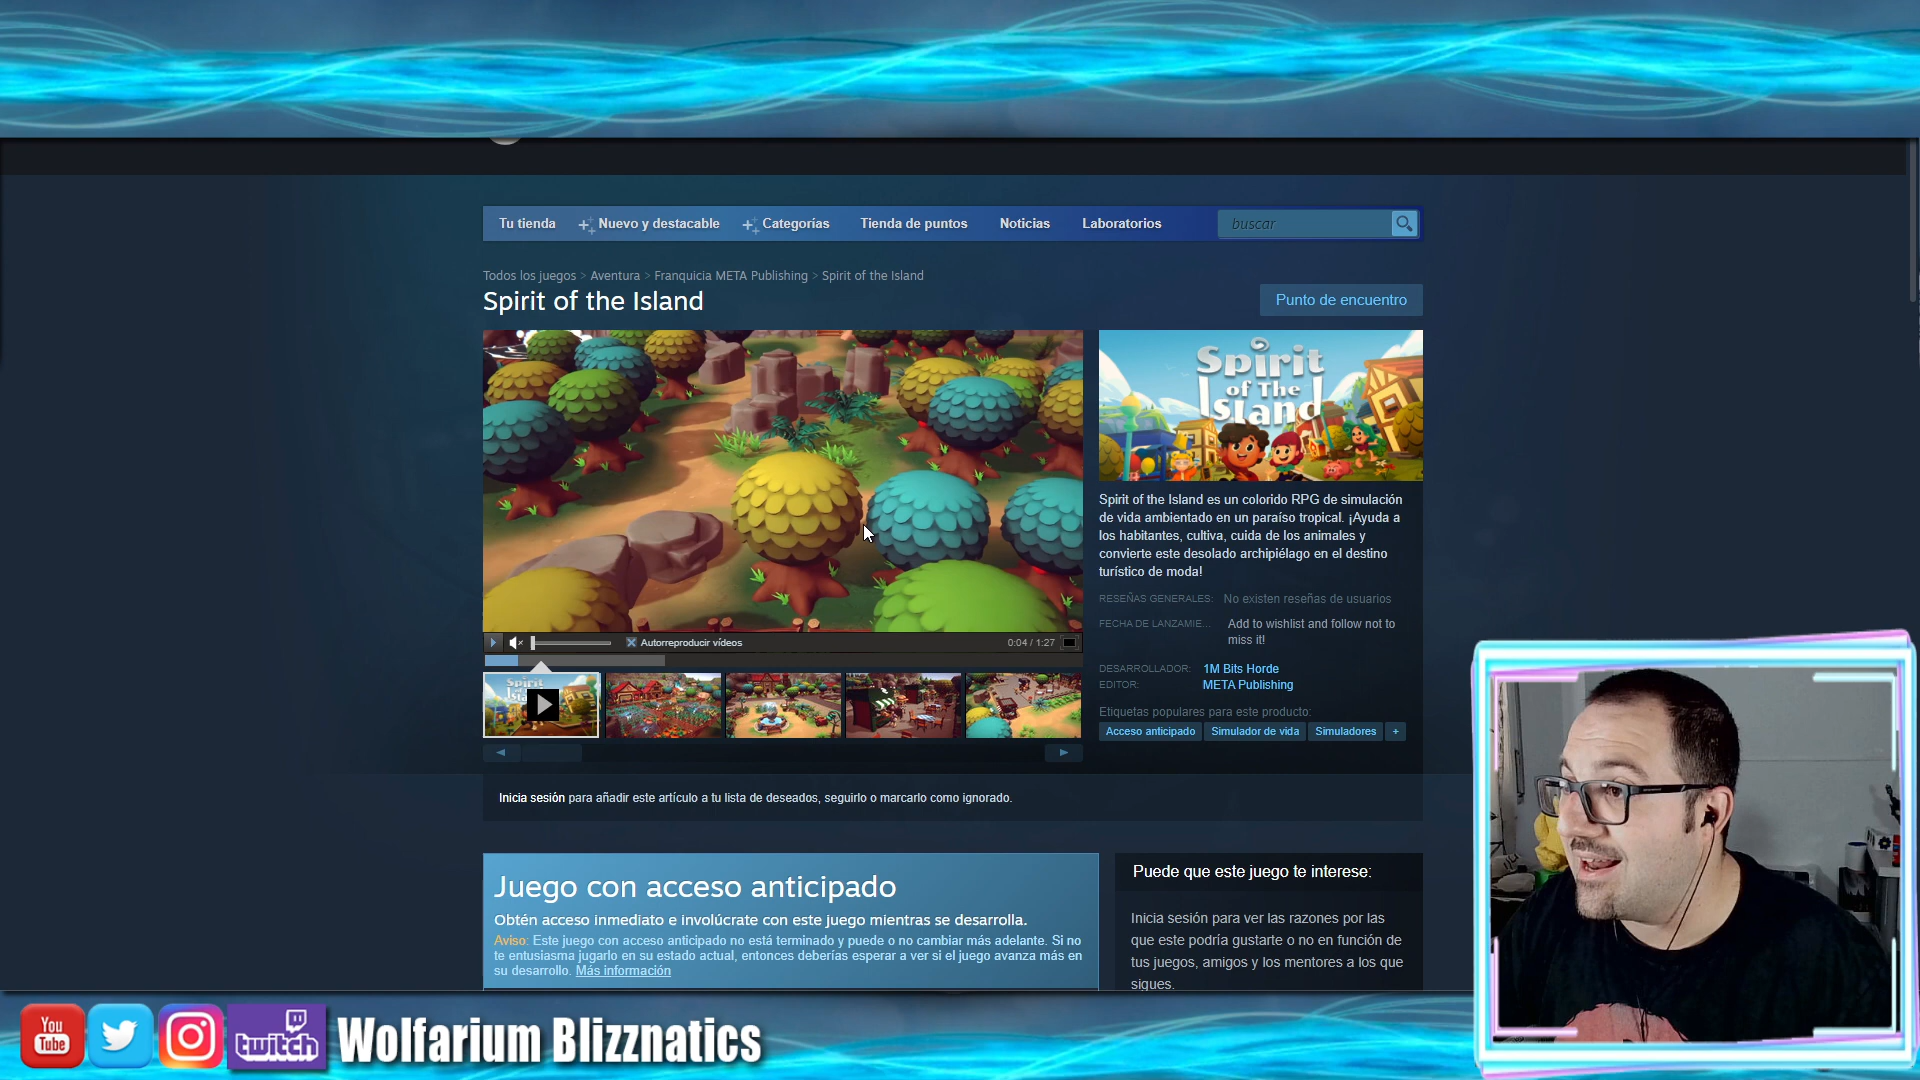 Tu tienda
Nuevo y destacable
Categorías
Tienda de puntos
Noticias
Laboratorios
buscar
Todos los juegos > Aventura > Franquicia META Publishing > Spirit of the Island
Spirit of the Island
Punto de encuentro
Spirit
of The
Island
Spirit of the Island es un colorido RPG de simulación
de vida ambientado en un paraíso tropical. ¡Ayuda a
los habitantes, cultiva, cuida de los animales y
convierte este desolado archipiélago en el destino
turístico de moda!
RESEÑAS GENERALES: No existen reseñas de usuarios
FECHA DE LANZAMIE... Add to wishlist and follow not to
miss it!
DESARROLLADOR: 1M Bits Horde
EDITOR: META Publishing
Etiquetas populares para este producto:
Acceso anticipado
Simulador de vida
Simuladores
+
Autorreproducir vídeos
0:04 / 1:27
Spirit
Inicia sesión para añadir este artículo a tu lista de deseados, seguirlo o marcarlo como ignorado.
Juego con acceso anticipado
Obtén acceso inmediato e involúcrate con este juego mientras se desarrolla.
Aviso: Este juego con acceso anticipado no está terminado y puede o no cambiar más adelante. Si no
te entusiasma jugarlo en su estado actual, entonces deberías esperar a ver si el juego avanza más en
su desarrollo. Más información
Puede que este juego te interese:
Inicia sesión para ver las razones por las
que este podría gustarte o no en función de
tus juegos, amigos y los mentores a los que
sigues.
You
Tube
twitch
Wolfarium Blizznatics